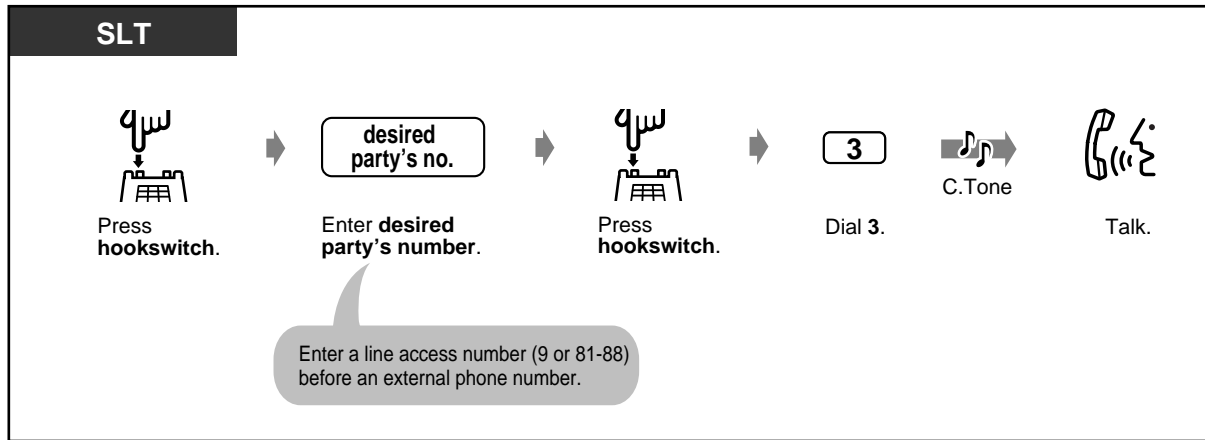 SLT
desired
party's no.
3
C.Tone
Press
hookswitch.
Enter desired
party's number.
Press
hookswitch.
Dial 3.
Talk.
Enter a line access number (9 or 81-88)
before an external phone number.